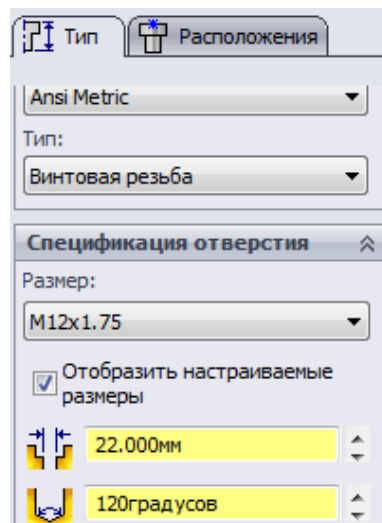 Тип Расположения
Ansi Metric
Тип:
Винтовая резьба
Спецификация отверстия
Размер:
M12x1.75
Отобразить настраиваемые
размеры
22.000мм
120градусов